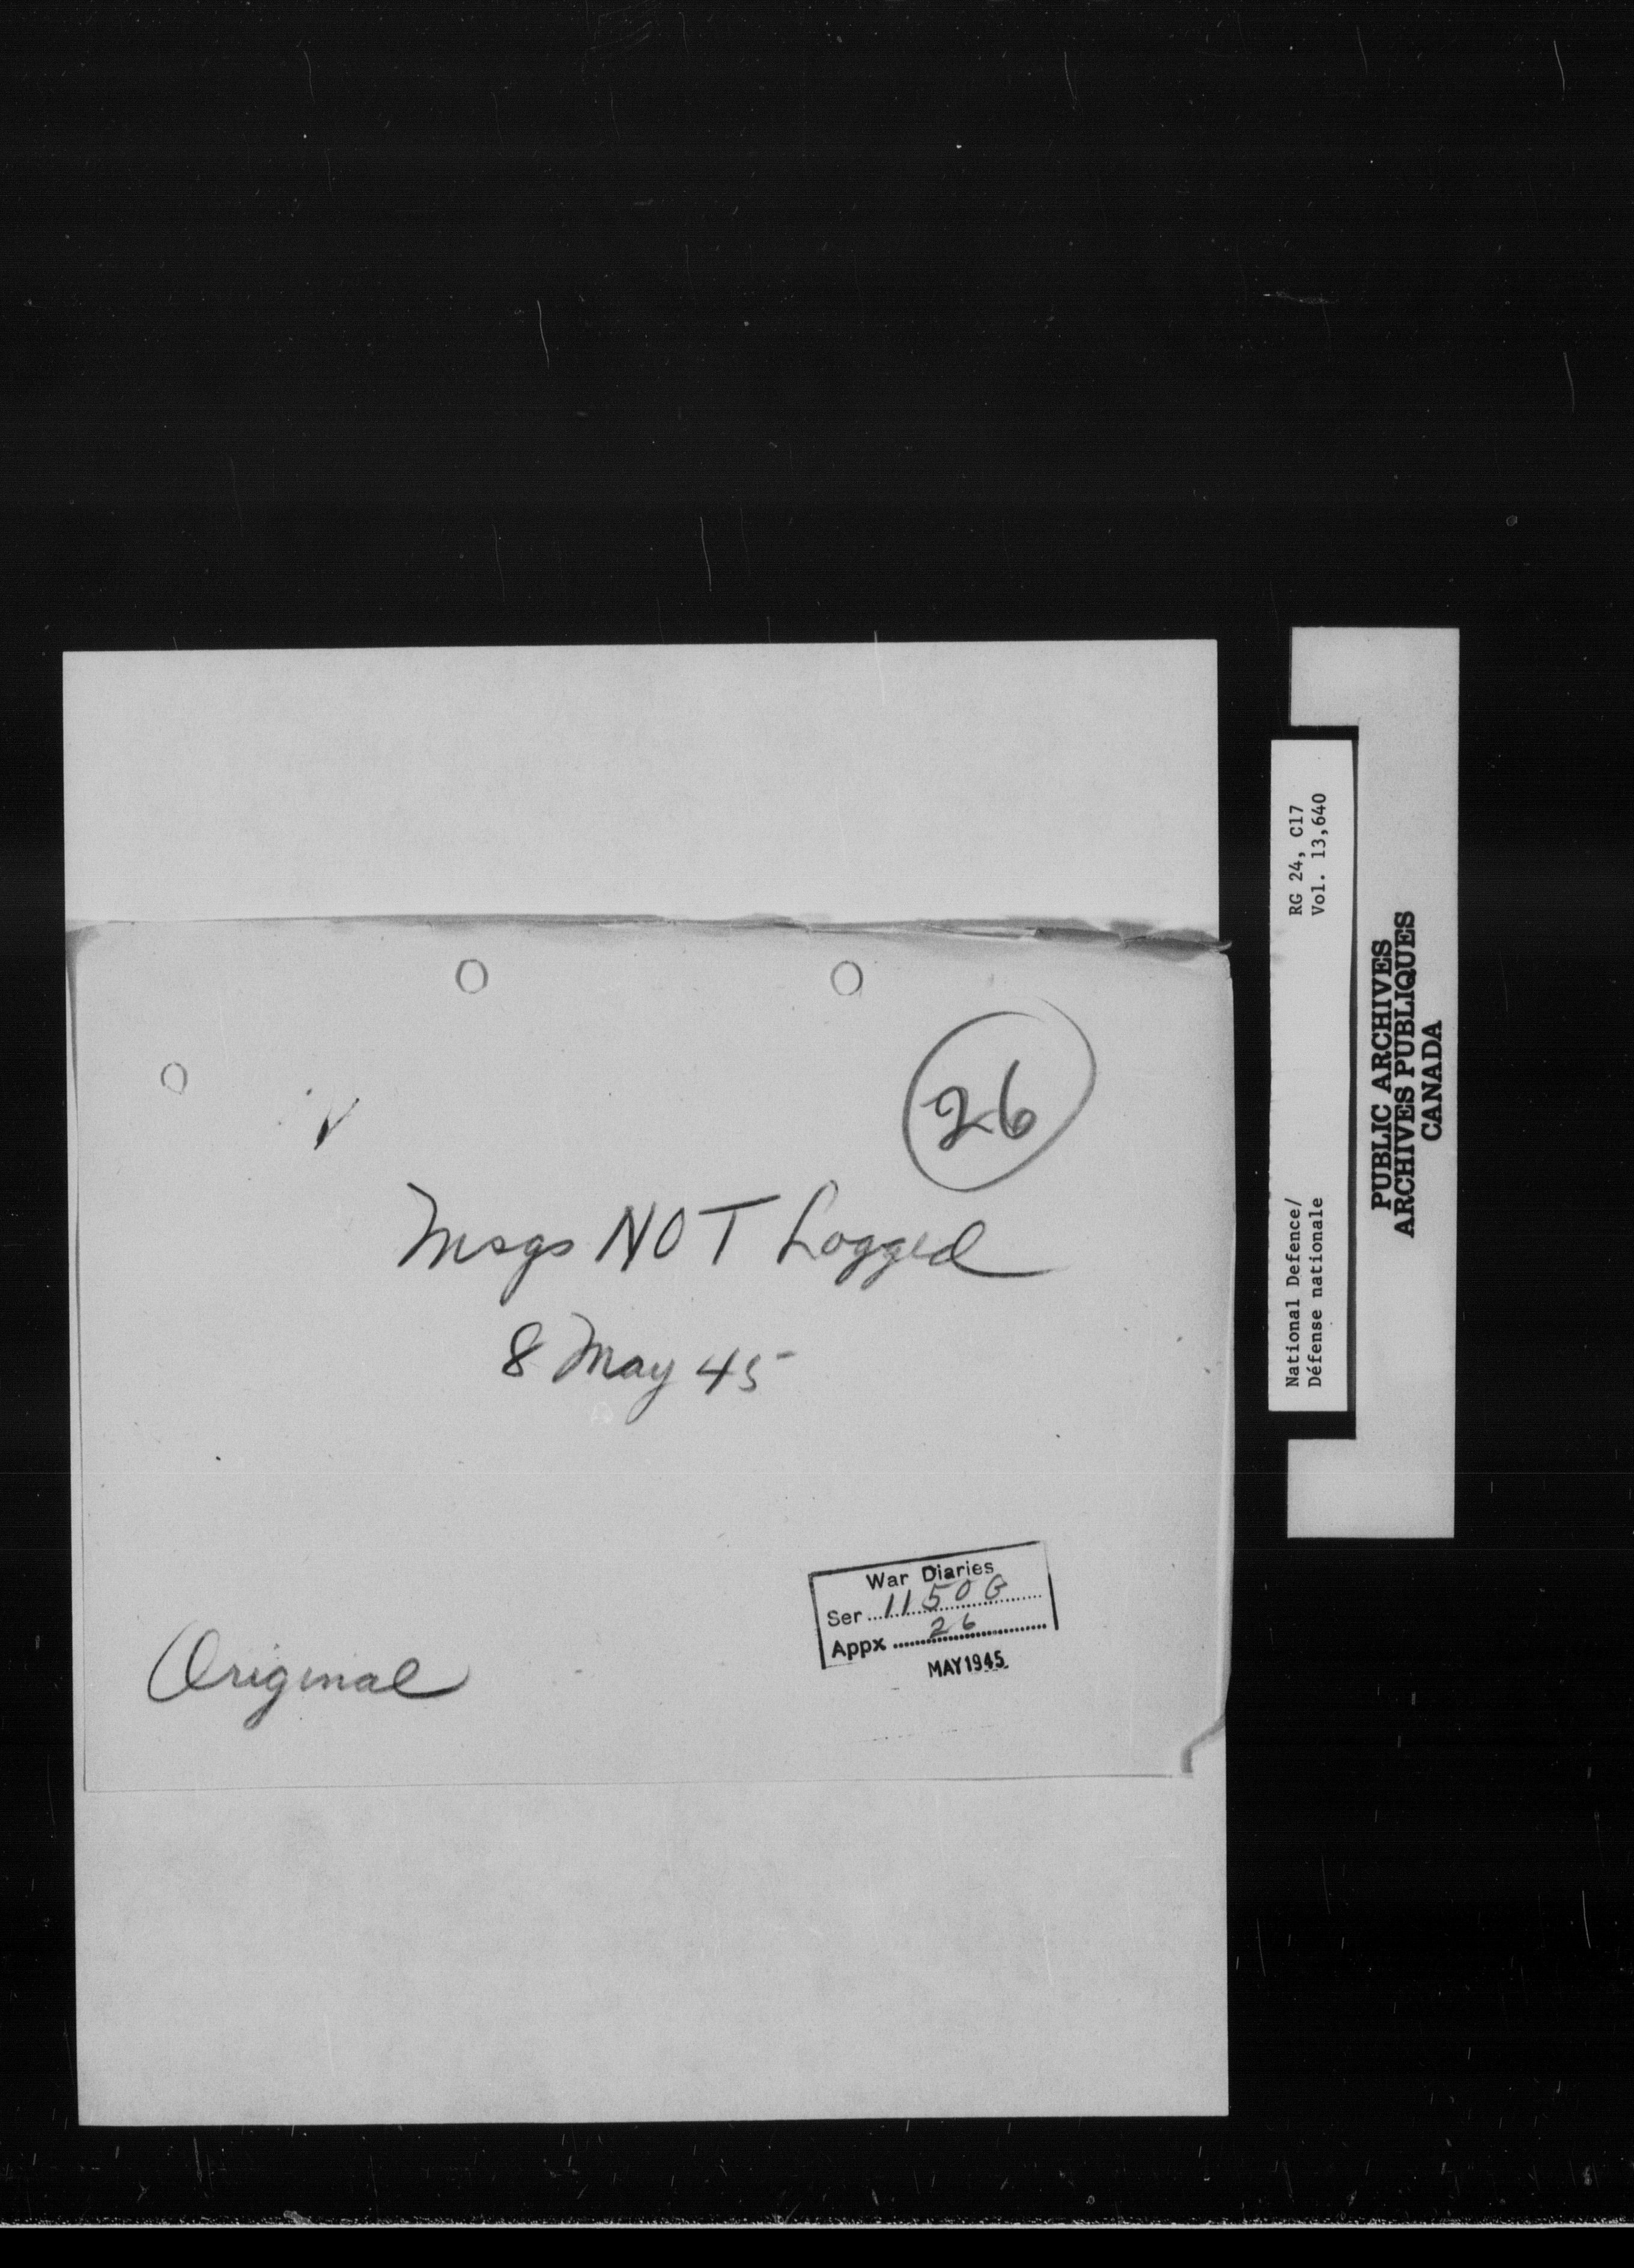 26
Msgs NOT Logged
8 May 45
War Diaries
Ser 1150G
Appx 26
MAY 1945
Original
National Defence/ RG 24, C17
Défense nationale Vol. 13,640
PUBLIC ARCHIVES
ARCHIVES PUBLIQUES
CANADA